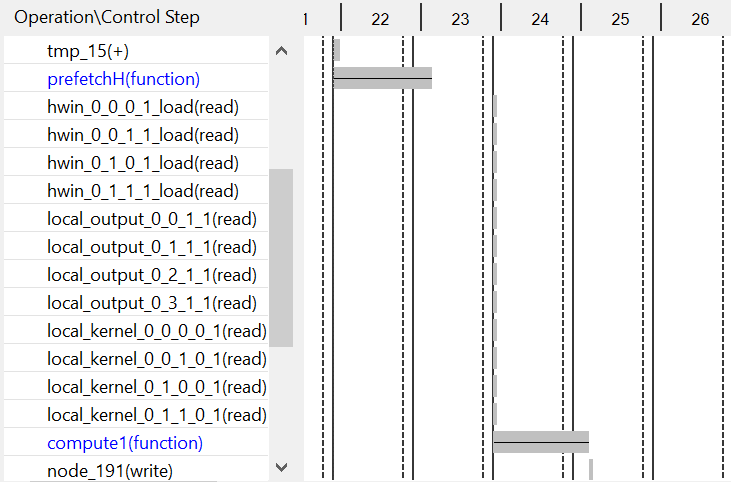 Operation\Control Step 1 22 23 24 25 26
tmp_15(+)
prefetchH(function)
hwin_0_0_0_1_load(read)
hwin_0_0_1_1_load(read)
hwin_0_1_0_1_load(read)
hwin_0_1_1_1_load(read)
local_output_0_0_1_1(read)
local_output_0_1_1_1(read)
local_output_0_2_1_1(read)
local_output_0_3_1_1(read)
local_kernel_0_0_0_0_1(read)
local_kernel_0_0_1_0_1(read)
local_kernel_0_1_0_0_1(read)
local_kernel_0_1_1_0_1(read)
compute1(function)
node_191(write)